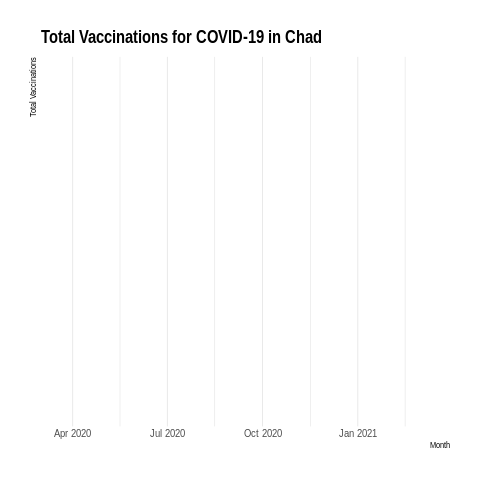 Total Vaccinations for COVID-19 in Chad
Total Vaccinations
Apr 2020
Jul 2020
Oct 2020
Jan 2021
Month